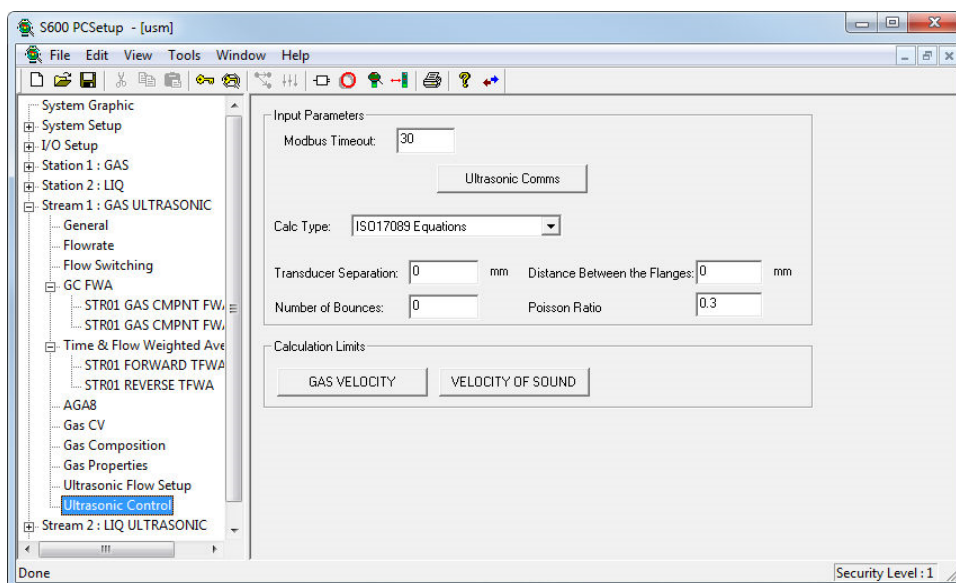 S600 PCSetup - [usm]
File Edit View Tools Window Help
System Graphic
System Setup
I/O Setup
Station 1 : GAS
Station 2 : LIQ
Stream 1 : GAS ULTRASONIC
General
Flowrate
Flow Switching
GC FWA
STR01 GAS CMPNT FW
STR01 GAS CMPNT FW
Time & Flow Weighted Ave
STR01 FORWARD TFWA
STR01 REVERSE TFWA
AGA8
Gas CV
Gas Composition
Gas Properties
Ultrasonic Flow Setup
Ultrasonic Control
Stream 2 : LIQ ULTRASONIC
Input Parameters
Modbus Timeout: 30
Ultrasonic Comms
Calc Type: ISO17089 Equations
Transducer Separation: 0 mm Distance Between the Flanges: 0 mm
Number of Bounces: 0 Poisson Ratio 0.3
Calculation Limits
GAS VELOCITY VELOCITY OF SOUND
Done Security Level : 1